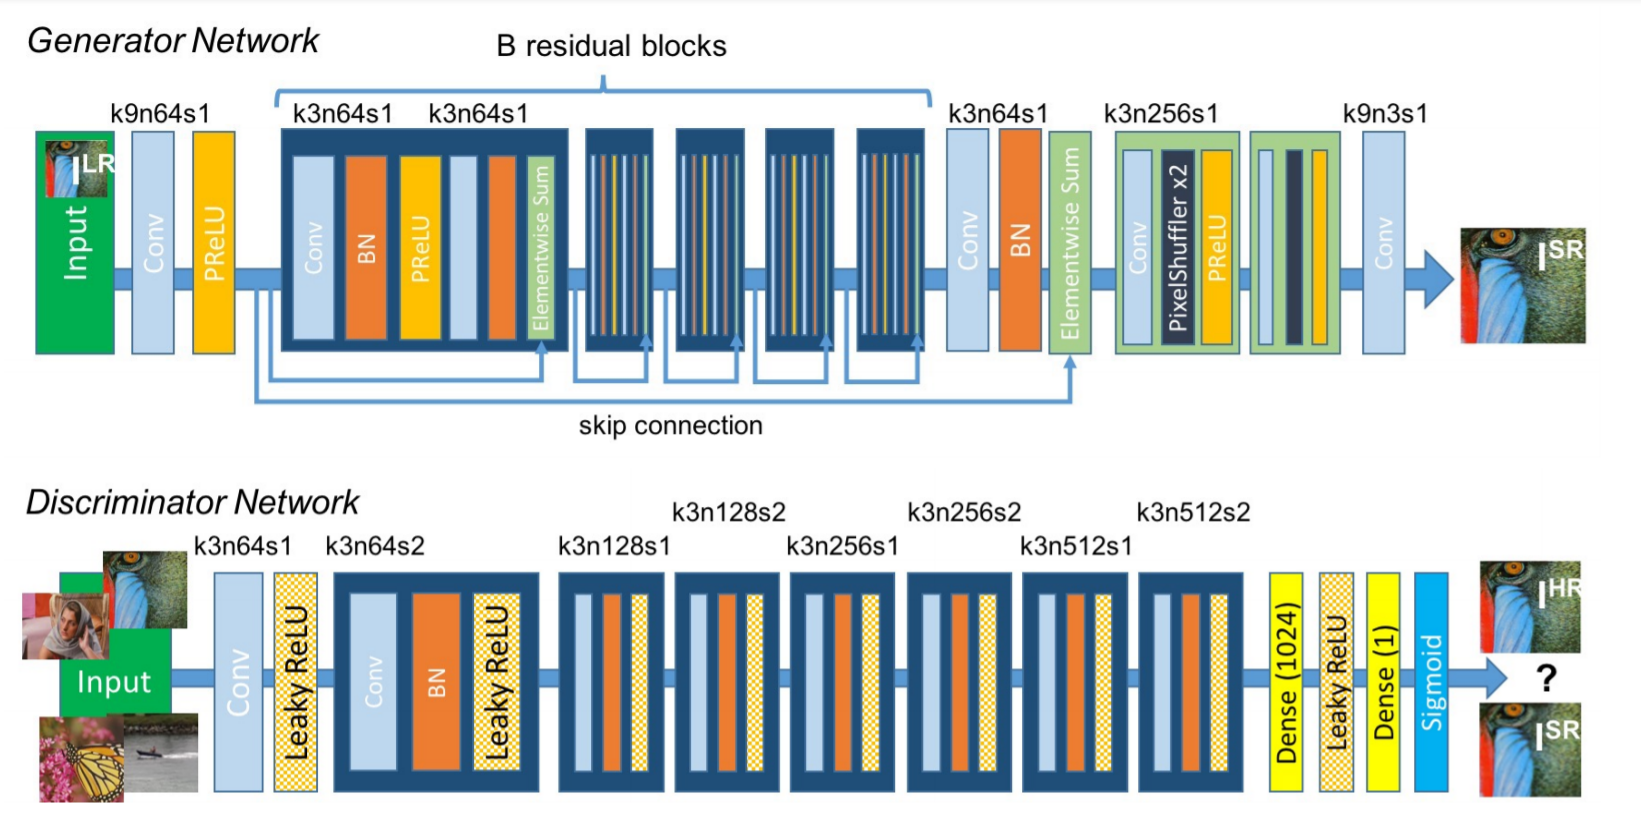 Generator Network
B residual blocks
k9n64s1 k3n64s1 k3n64s1 k3n64s1 k3n256s1 k9n3s1
Input
I^LR
Conv
PReLU
Conv
BN
PReLU
Elementwise Sum
Conv
BN
Elementwise Sum
Conv
PixelShuffler x2
PReLU
Conv
I^SR
skip connection
Discriminator Network
k3n128s2 k3n256s2 k3n512s2
k3n64s1 k3n64s2 k3n128s1 k3n256s1 k3n512s1
Input
Conv
Leaky ReLU
Conv
BN
Leaky ReLU
Dense (1024)
Leaky ReLU
Dense (1)
Sigmoid
I^HR
?
I^SR